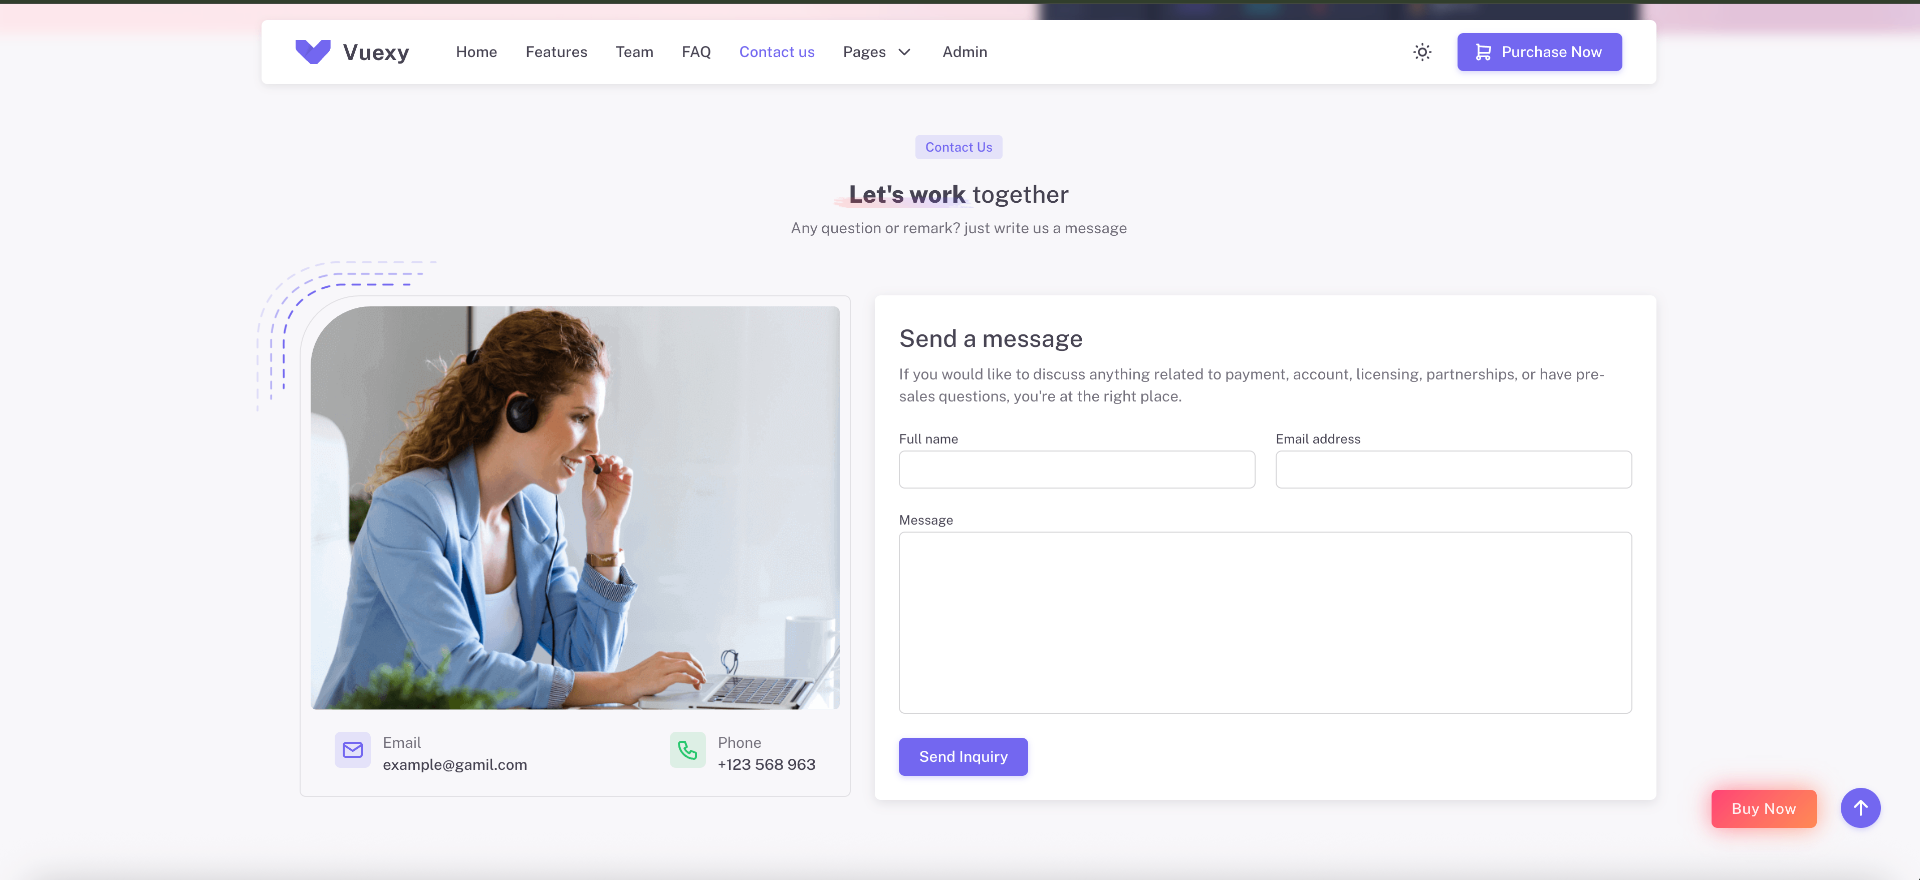 Vuexy
Home
Features
Team
FAQ
Contact us
Pages
Admin
Purchase Now
Contact Us
Let's work together
Any question or remark? just write us a message
Email
example@gamil.com
Phone
+123 568 963
Send a message
If you would like to discuss anything related to payment, account, licensing, partnerships, or have pre-
sales questions, you're at the right place.
Full name
Email address
Message
Send Inquiry
Buy Now